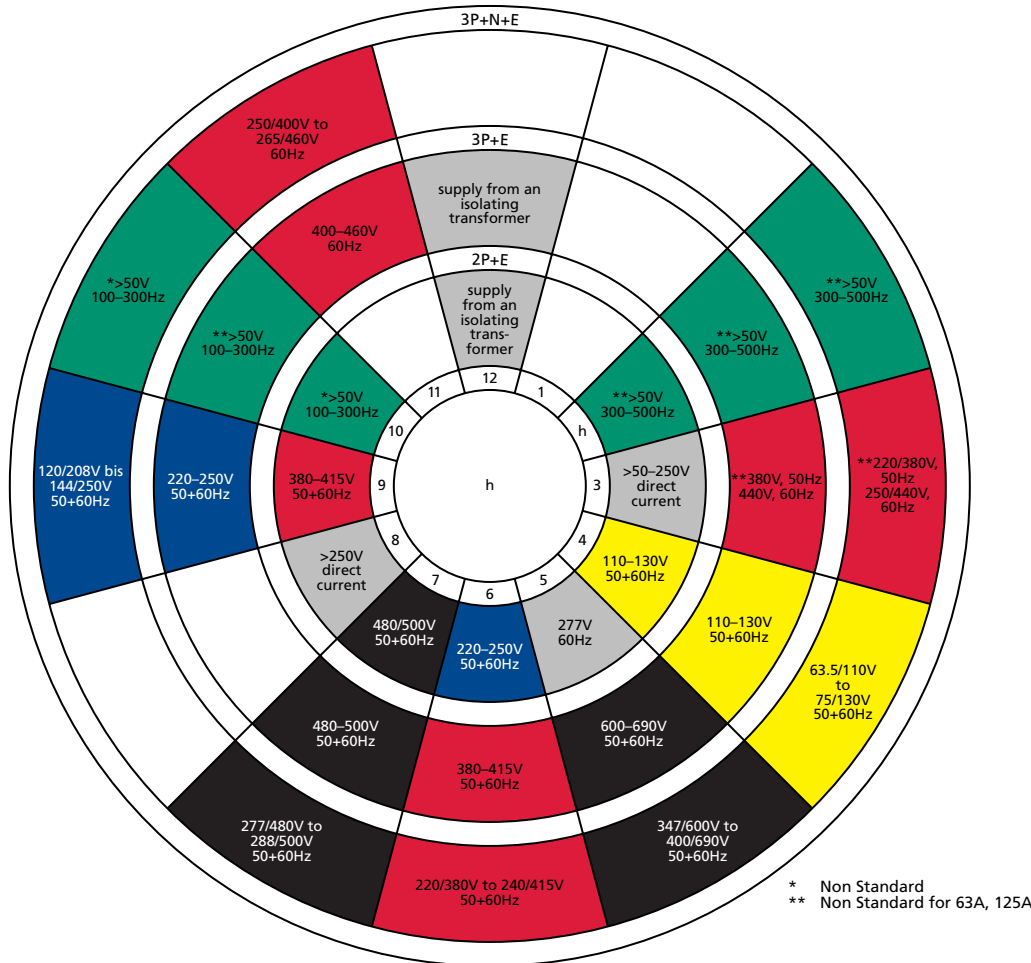 3P+N+E
250/400V to
265/460V
60Hz
*>50V
100–300Hz
**>50V
300–500Hz
120/208V bis
144/250V
50+60Hz
**220/380V,
50Hz
250/440V,
60Hz
63.5/110V
to
75/130V
50+60Hz
277/480V to
288/500V
50+60Hz
220/380V to 240/415V
50+60Hz
347/600V to
400/690V
50+60Hz
3P+E
supply from an
isolating
transformer
400–460V
60Hz
**>50V
100–300Hz
**>50V
300–500Hz
220–250V
50+60Hz
**380V, 50Hz
440V, 60Hz
110–130V
50+60Hz
480–500V
50+60Hz
380–415V
50+60Hz
600–690V
50+60Hz
2P+E
supply
from an
isolating
trans-
former
*>50V
100–300Hz
**>50V
300–500Hz
380–415V
50+60Hz
>50–250V
direct
current
>250V
direct
current
110–130V
50+60Hz
480/500V
50+60Hz
220–250V
50+60Hz
277V
60Hz
12
1
h
3
4
5
6
7
8
9
10
11
h
* Non Standard
** Non Standard for 63A, 125A